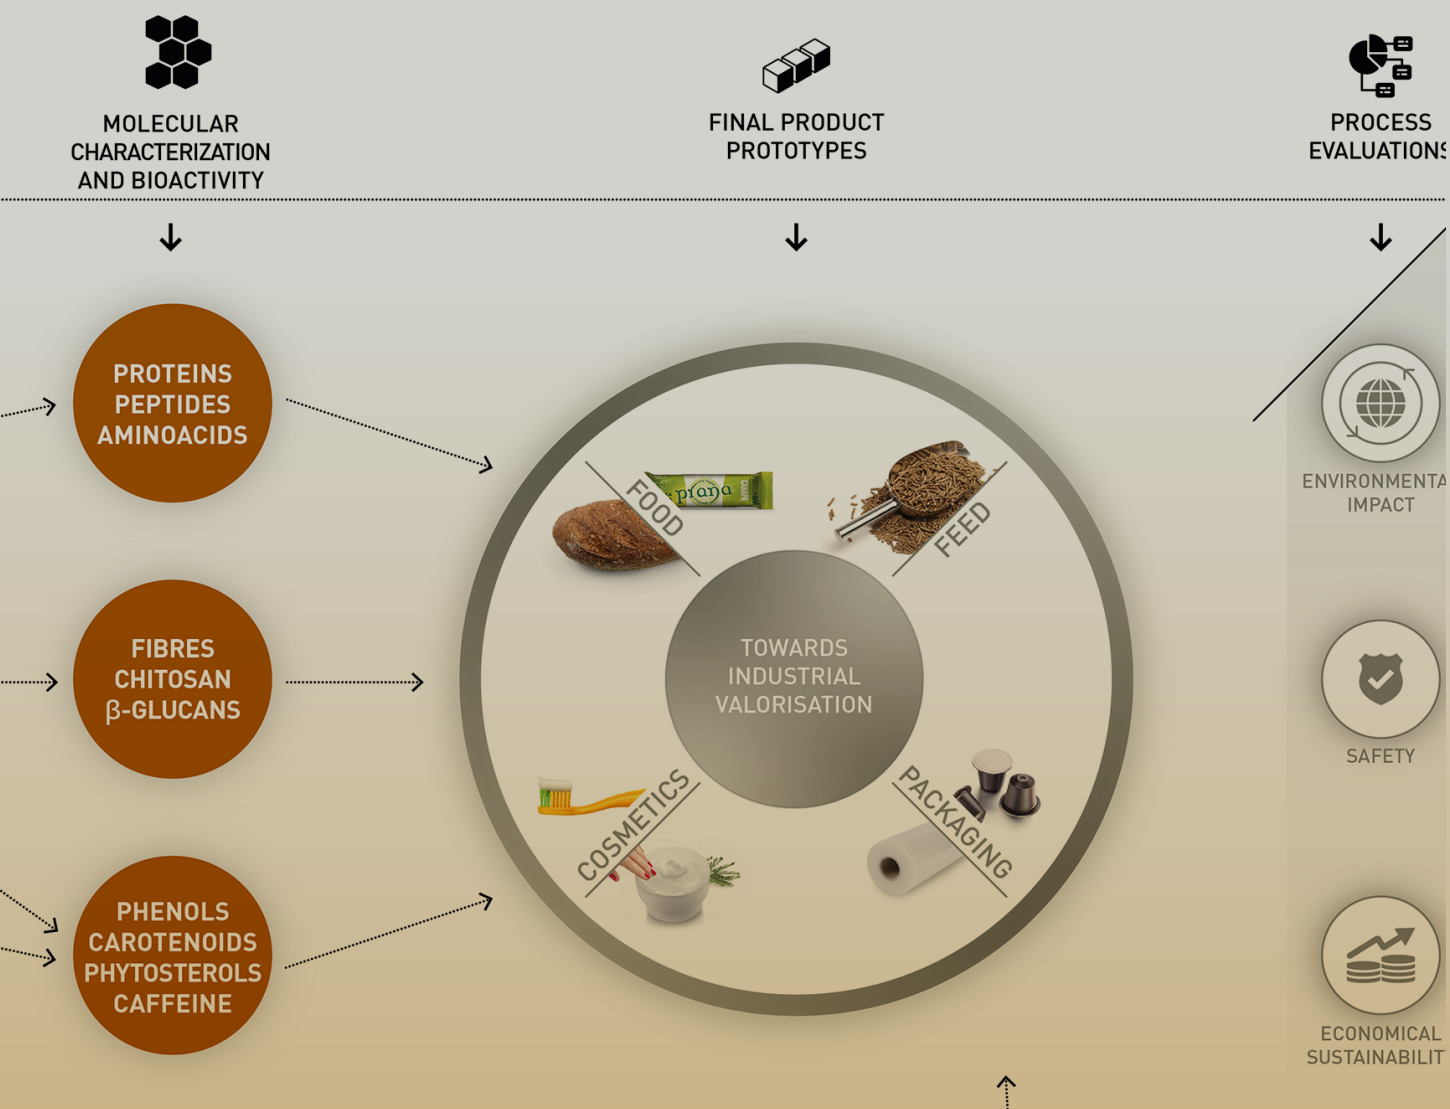 MOLECULAR
CHARACTERIZATION
AND BIOACTIVITY
FINAL PRODUCT
PROTOTYPES
PROCESS
EVALUATIONS
PROTEINS
PEPTIDES
AMINOACIDS
FIBRES
CHITOSAN
β-GLUCANS
PHENOLS
CAROTENOIDS
PHYTOSTEROLS
CAFFEINE
FOOD
prana
FEED
TOWARDS
INDUSTRIAL
VALORISATION
COSMETICS
PACKAGING
ENVIRONMENTA
IMPACT
SAFETY
ECONOMICAL
SUSTAINABILIT